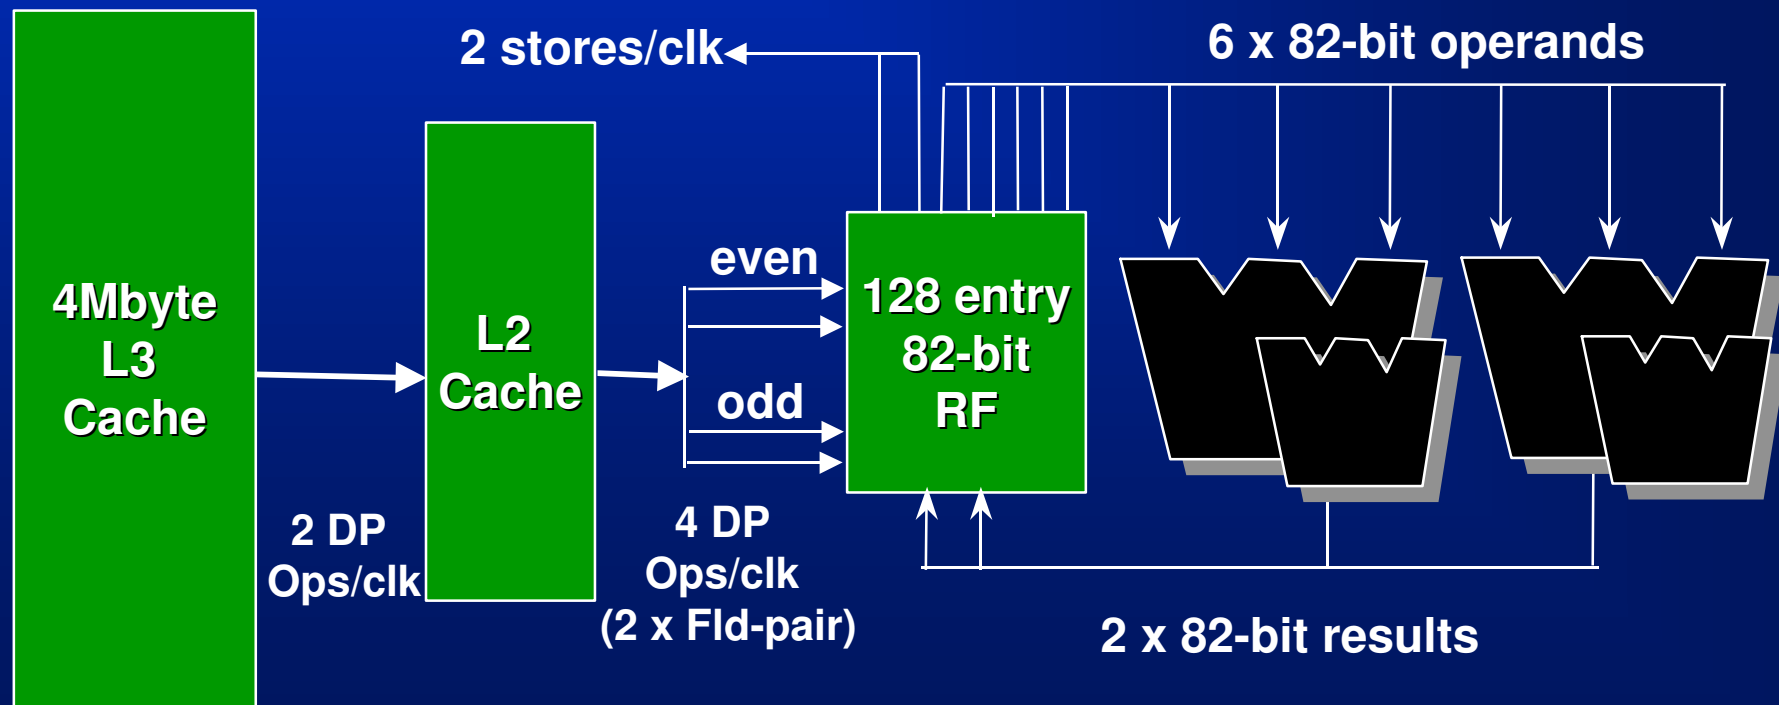 2 stores/clk
6 x 82-bit operands
4Mbyte
L3
Cache
L2
Cache
even
odd
128 entry
82-bit
RF
2 DP
Ops/clk
4 DP
Ops/clk
(2 x Fld-pair)
2 x 82-bit results